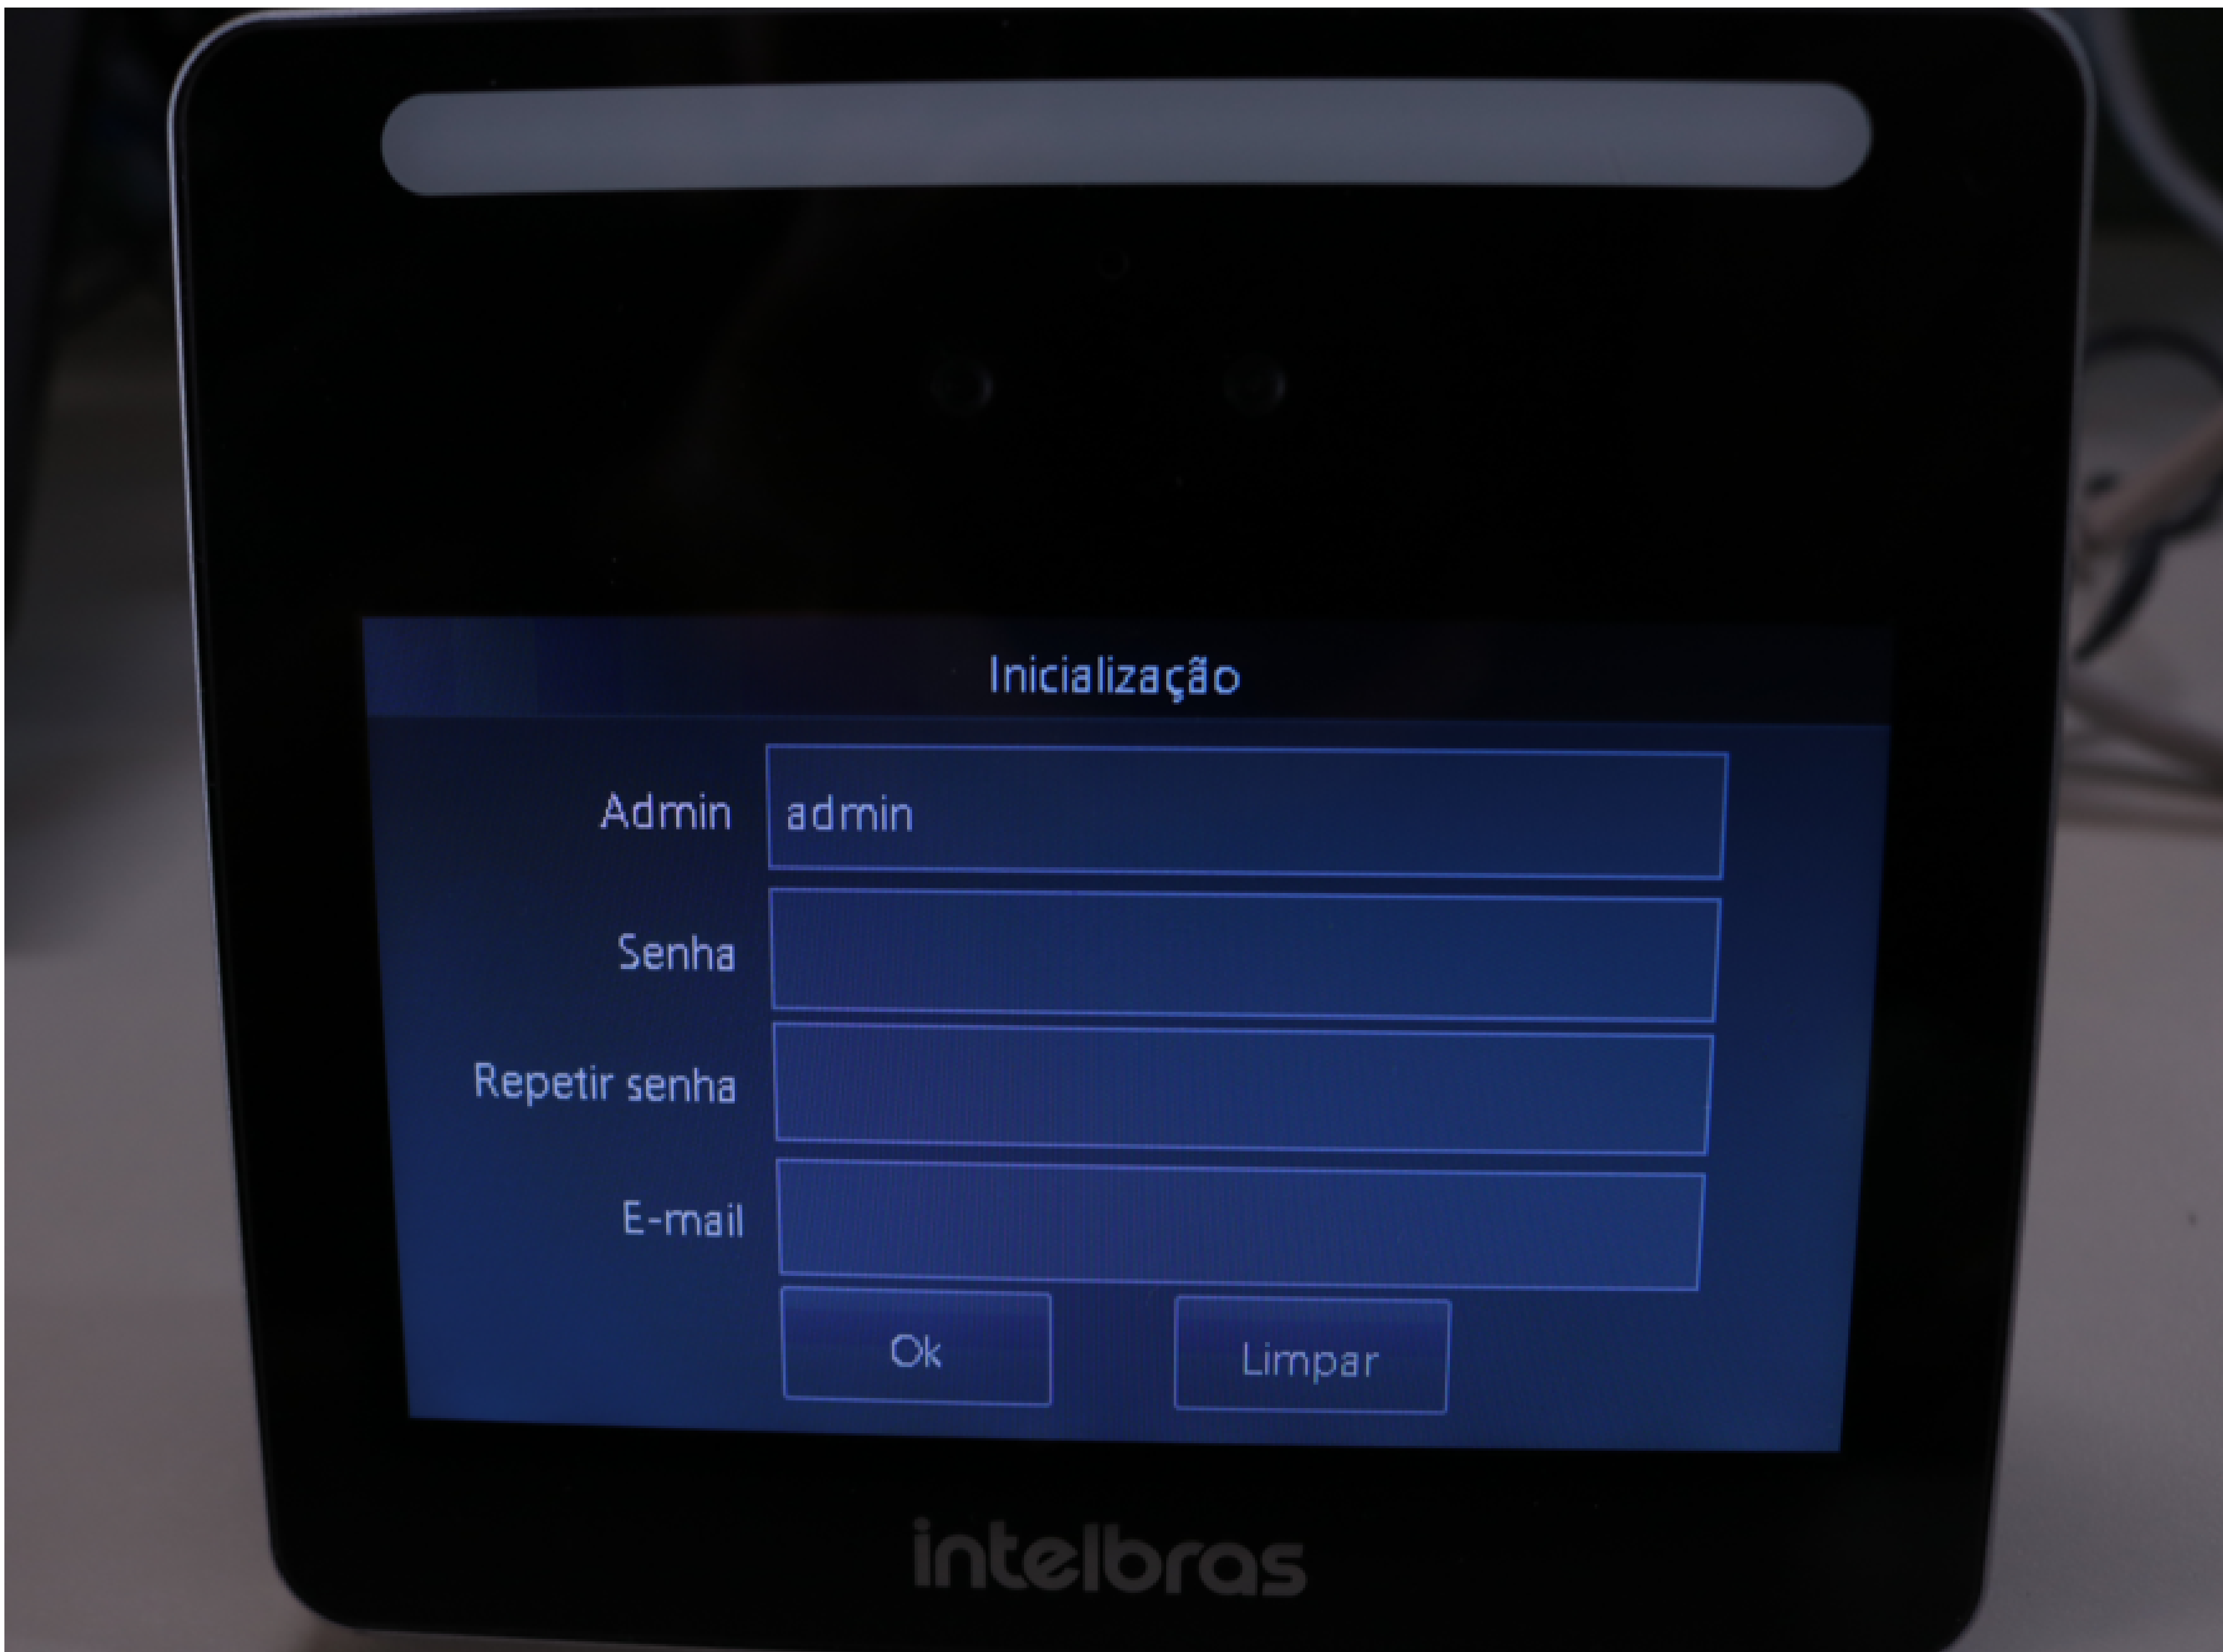 Inicialização
Admin admin
Senha
Repetir senha
E-mail
Ok Limpar
intelbras